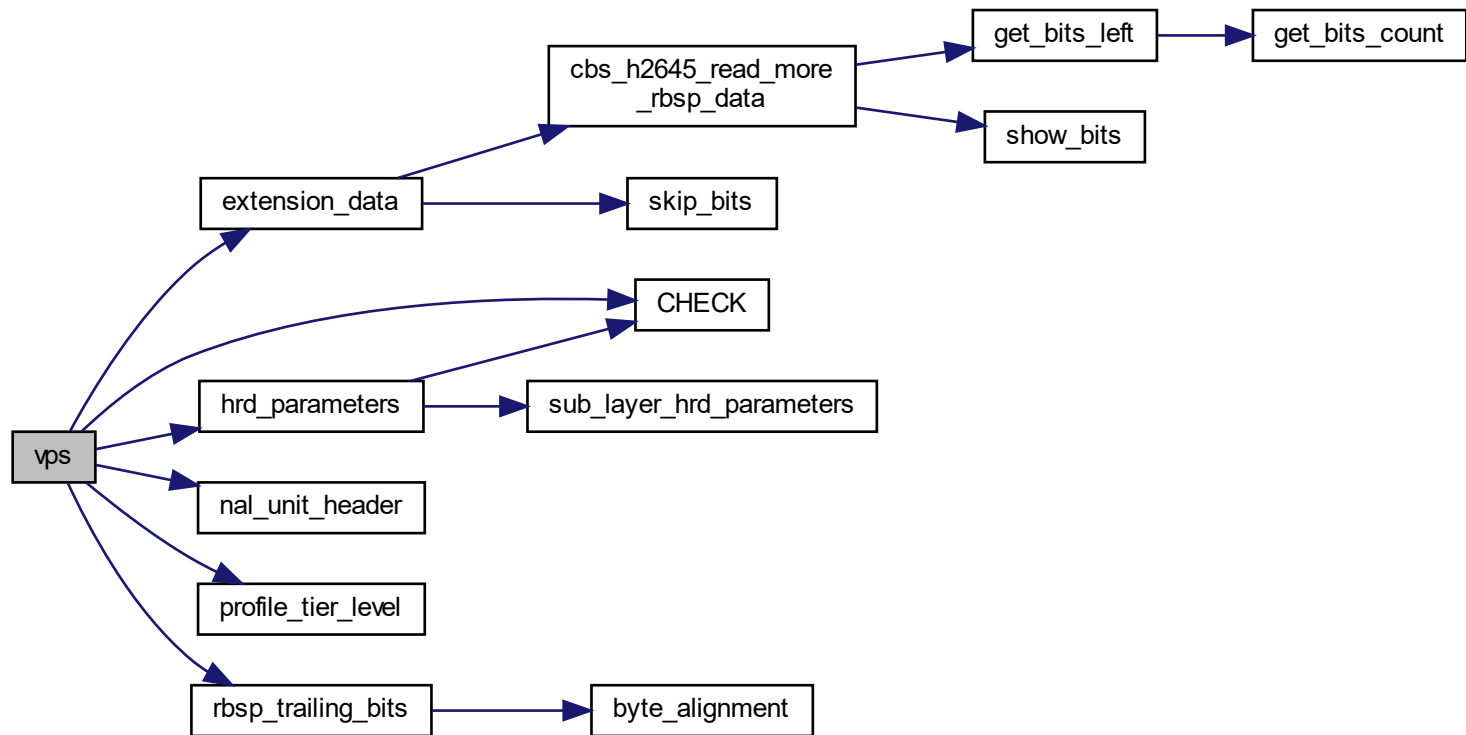 get_bits_left
get_bits_count
cbs_h2645_read_more
_rbsp_data
show_bits
extension_data
skip_bits
CHECK
hrd_parameters
sub_layer_hrd_parameters
vps
nal_unit_header
profile_tier_level
rbsp_trailing_bits
byte_alignment